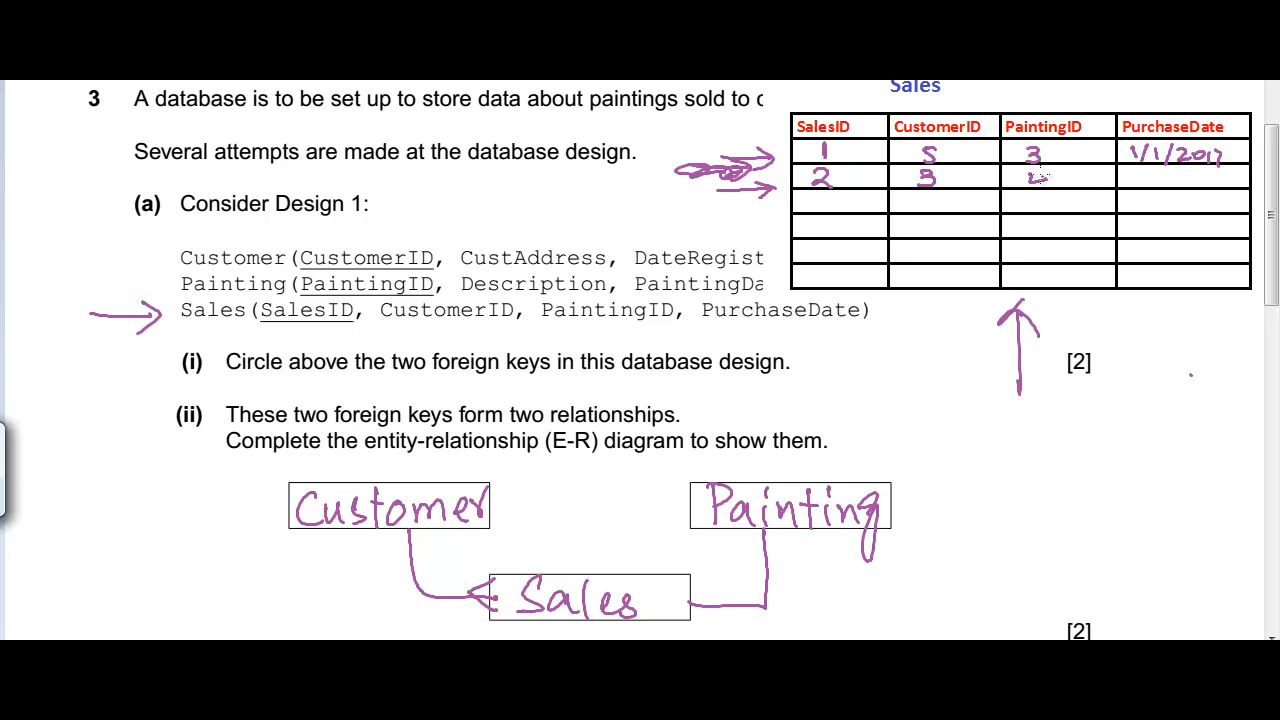 Sales
3 A database is to be set up to store data about paintings sold to c
SalesID CustomerID PaintingID PurchaseDate
Several attempts are made at the database design.
1 5 3 1/1/2017
2 3
(a) Consider Design 1:
Customer(CustomerID, CustAddress, DateRegist
Painting(PaintingID, Description, PaintingDa
Sales(SalesID, CustomerID, PaintingID, PurchaseDate)
(i) Circle above the two foreign keys in this database design. [2]
(ii) These two foreign keys form two relationships.
Complete the entity-relationship (E-R) diagram to show them.
Customer Painting
Sales
[2]